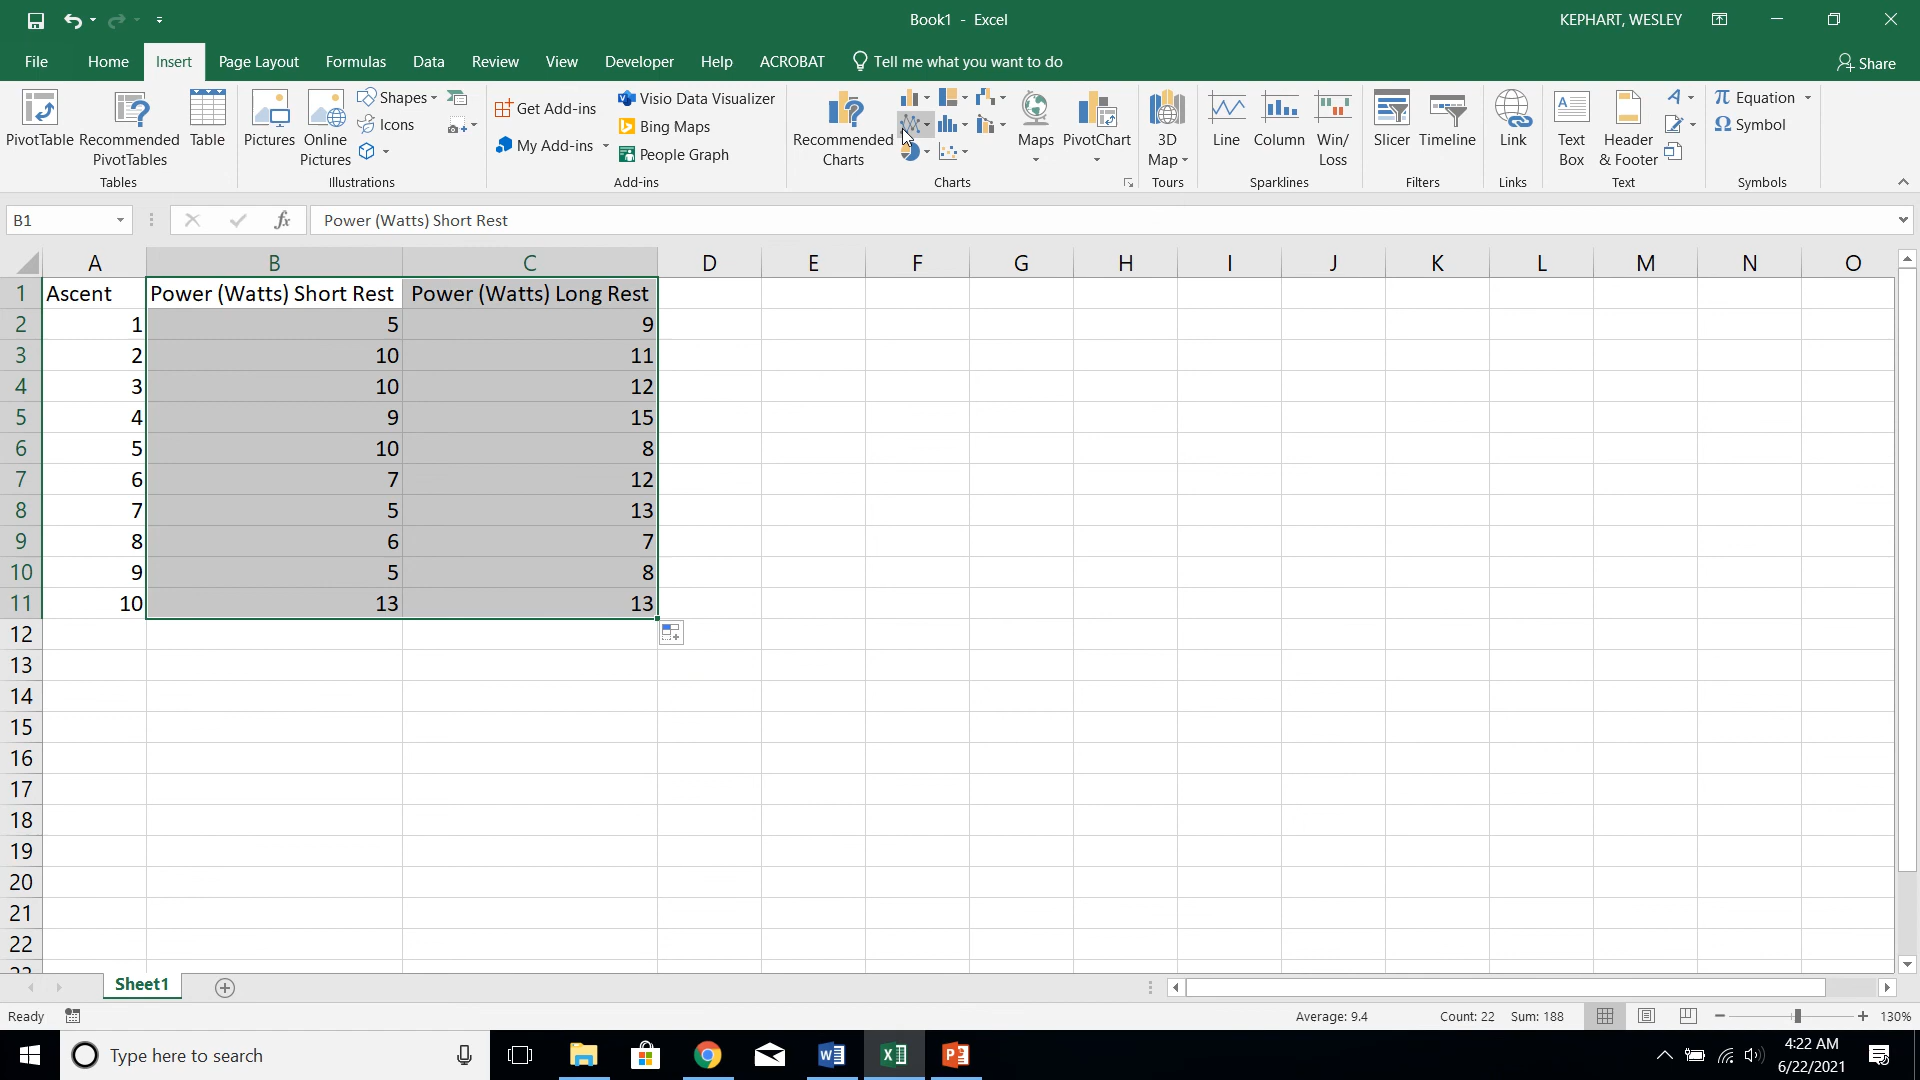 Book1 - Excel
KEPHART, WESLEY
File Home Insert Page Layout Formulas Data Review View Developer Help ACROBAT Tell me what you want to do
Share
PivotTable
Recommended
PivotTables
Table
Tables
Pictures
Online
Pictures
Shapes
Icons
Illustrations
Get Add-ins
My Add-ins
Visio Data Visualizer
Bing Maps
People Graph
Add-ins
Recommended
Charts
Maps
PivotChart
Charts
3D
Map
Tours
Line
Column
Win/
Loss
Sparklines
Slicer
Timeline
Filters
Link
Links
Text
Box
Header
& Footer
Text
π Equation
Ω Symbol
Symbols
B1
fx
Power (Watts) Short Rest
A B C D E F G H I J K L M N O
1 Ascent Power (Watts) Short Rest Power (Watts) Long Rest
2 1 5 9
3 2 10 11
4 3 10 12
5 4 9 15
6 5 10 8
7 6 7 12
8 7 5 13
9 8 6 7
10 9 5 8
11 10 13 13
12
13
14
15
16
17
18
19
20
21
22
Sheet1
Ready
Average: 9.4 Count: 22 Sum: 188
130%
Type here to search
4:22 AM
6/22/2021